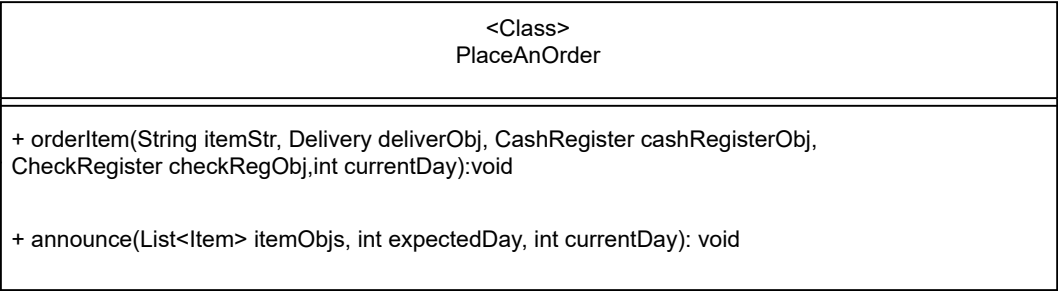 <Class>
PlaceAnOrder
+ orderItem(String itemStr, Delivery deliverObj, CashRegister cashRegisterObj,
CheckRegister checkRegObj,int currentDay):void
+ announce(List<Item> itemObjs, int expectedDay, int currentDay): void